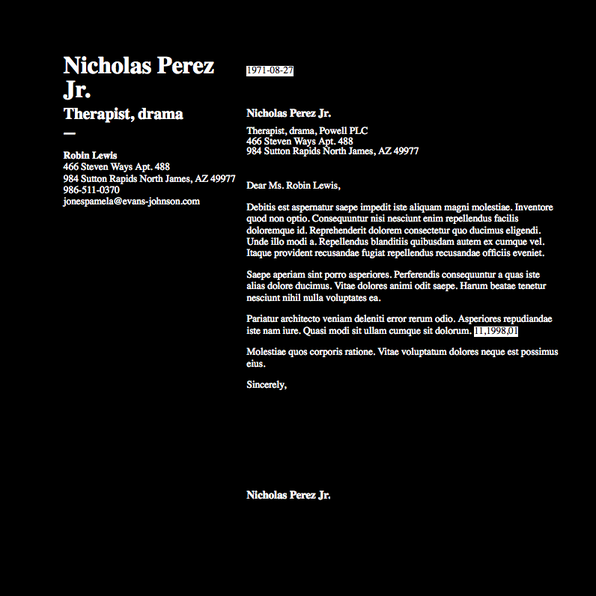 Nicholas Perez
Jr.
Therapist, drama
—
Robin Lewis
466 Steven Ways Apt. 488
984 Sutton Rapids North James, AZ 49977
986-511-0370
jonespamela@evans-johnson.com
1971-08-27
Nicholas Perez Jr.
Therapist, drama, Powell PLC
466 Steven Ways Apt. 488
984 Sutton Rapids North James, AZ 49977
Dear Ms. Robin Lewis,
Debitis est aspernatur saepe impedit iste aliquam magni molestiae. Inventore
quod non optio. Consequuntur nisi nesciunt enim repellendus facilis
doloremque id. Reprehenderit dolorem consectetur quo ducimus eligendi.
Unde illo modi a. Repellendus blanditiis quibusdam autem ex cumque vel.
Itaque provident recusandae fugiat repellendus recusandae officiis eveniet.
Saepe aperiam sint porro asperiores. Perferendis consequuntur a quas iste
alias dolore ducimus. Vitae dolores animi odit saepe. Harum beatae tenetur
nesciunt nihil nulla voluptates ea.
Pariatur architecto veniam deleniti error rerum odio. Asperiores repudiandae
iste nam iure. Quasi modi sit ullam cumque sit dolorum. 11,1998,01
Molestiae quos corporis ratione. Vitae voluptatum dolores neque est possimus
eius.
Sincerely,
Nicholas Perez Jr.